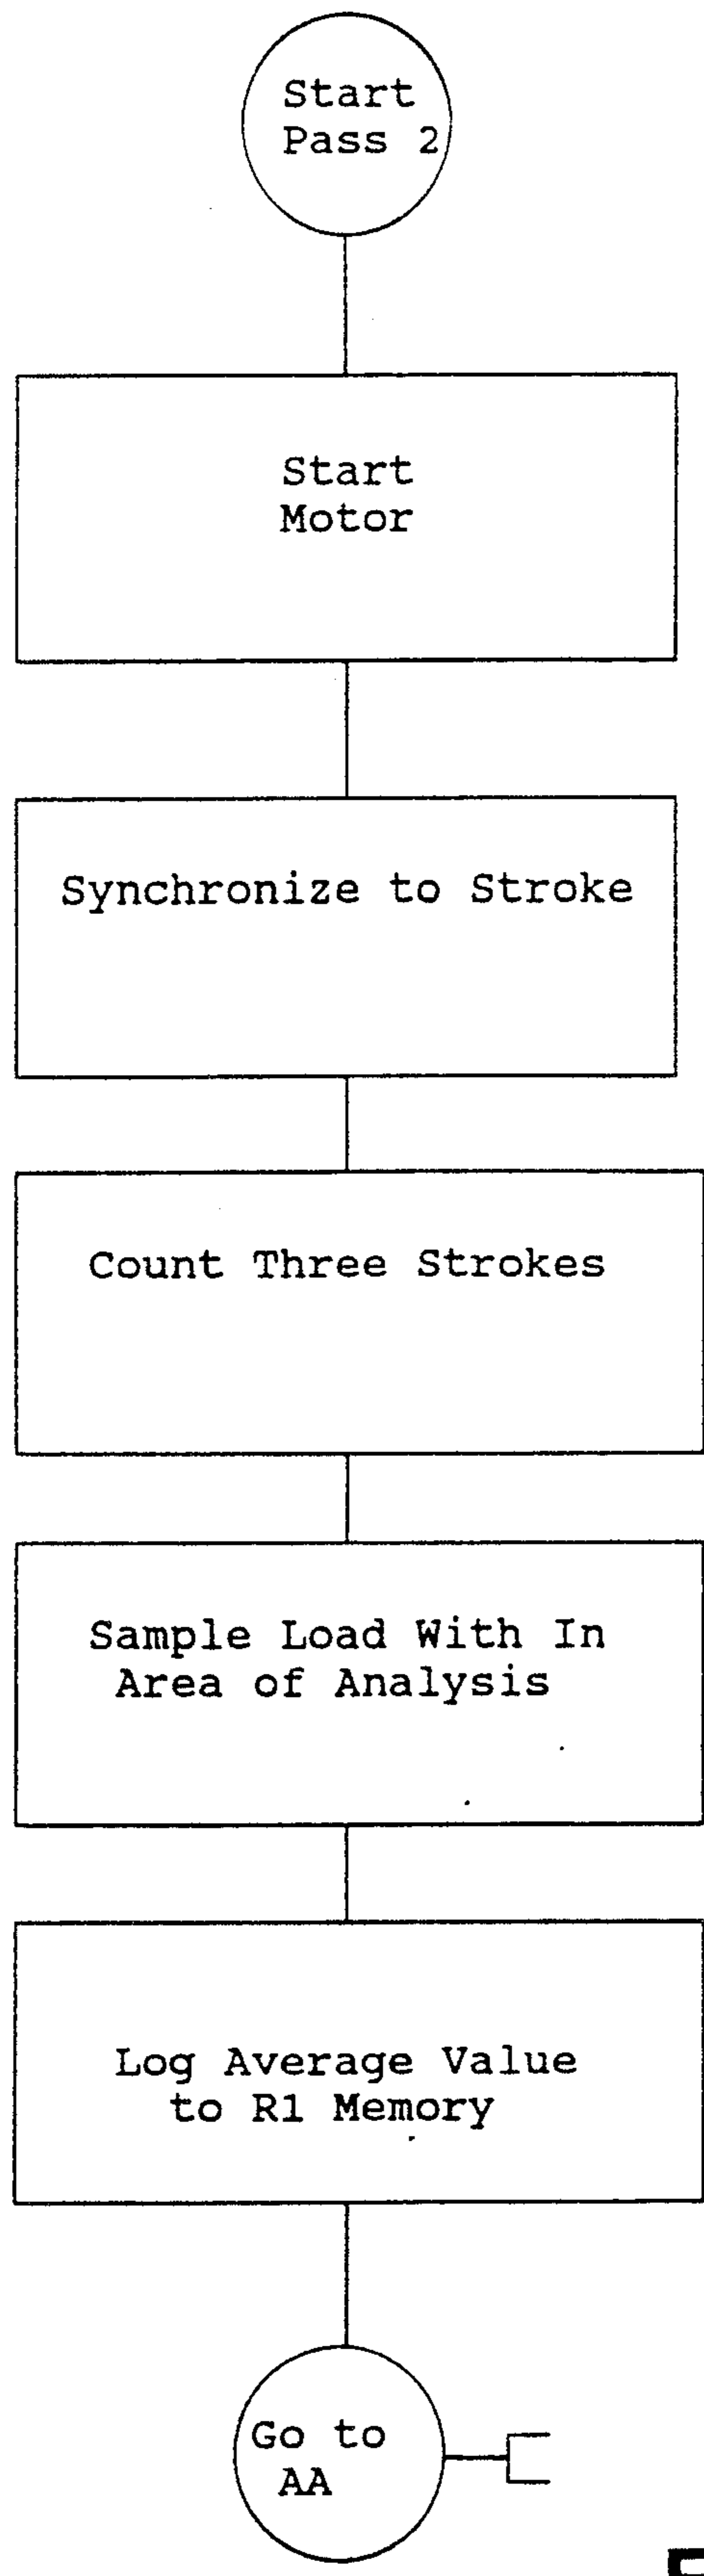 Start
Pass 2
Start
Motor
Synchronize to Stroke
Count Three Strokes
Sample Load With In
Area of Analysis
Log Average Value
to R1 Memory
Go to
AA